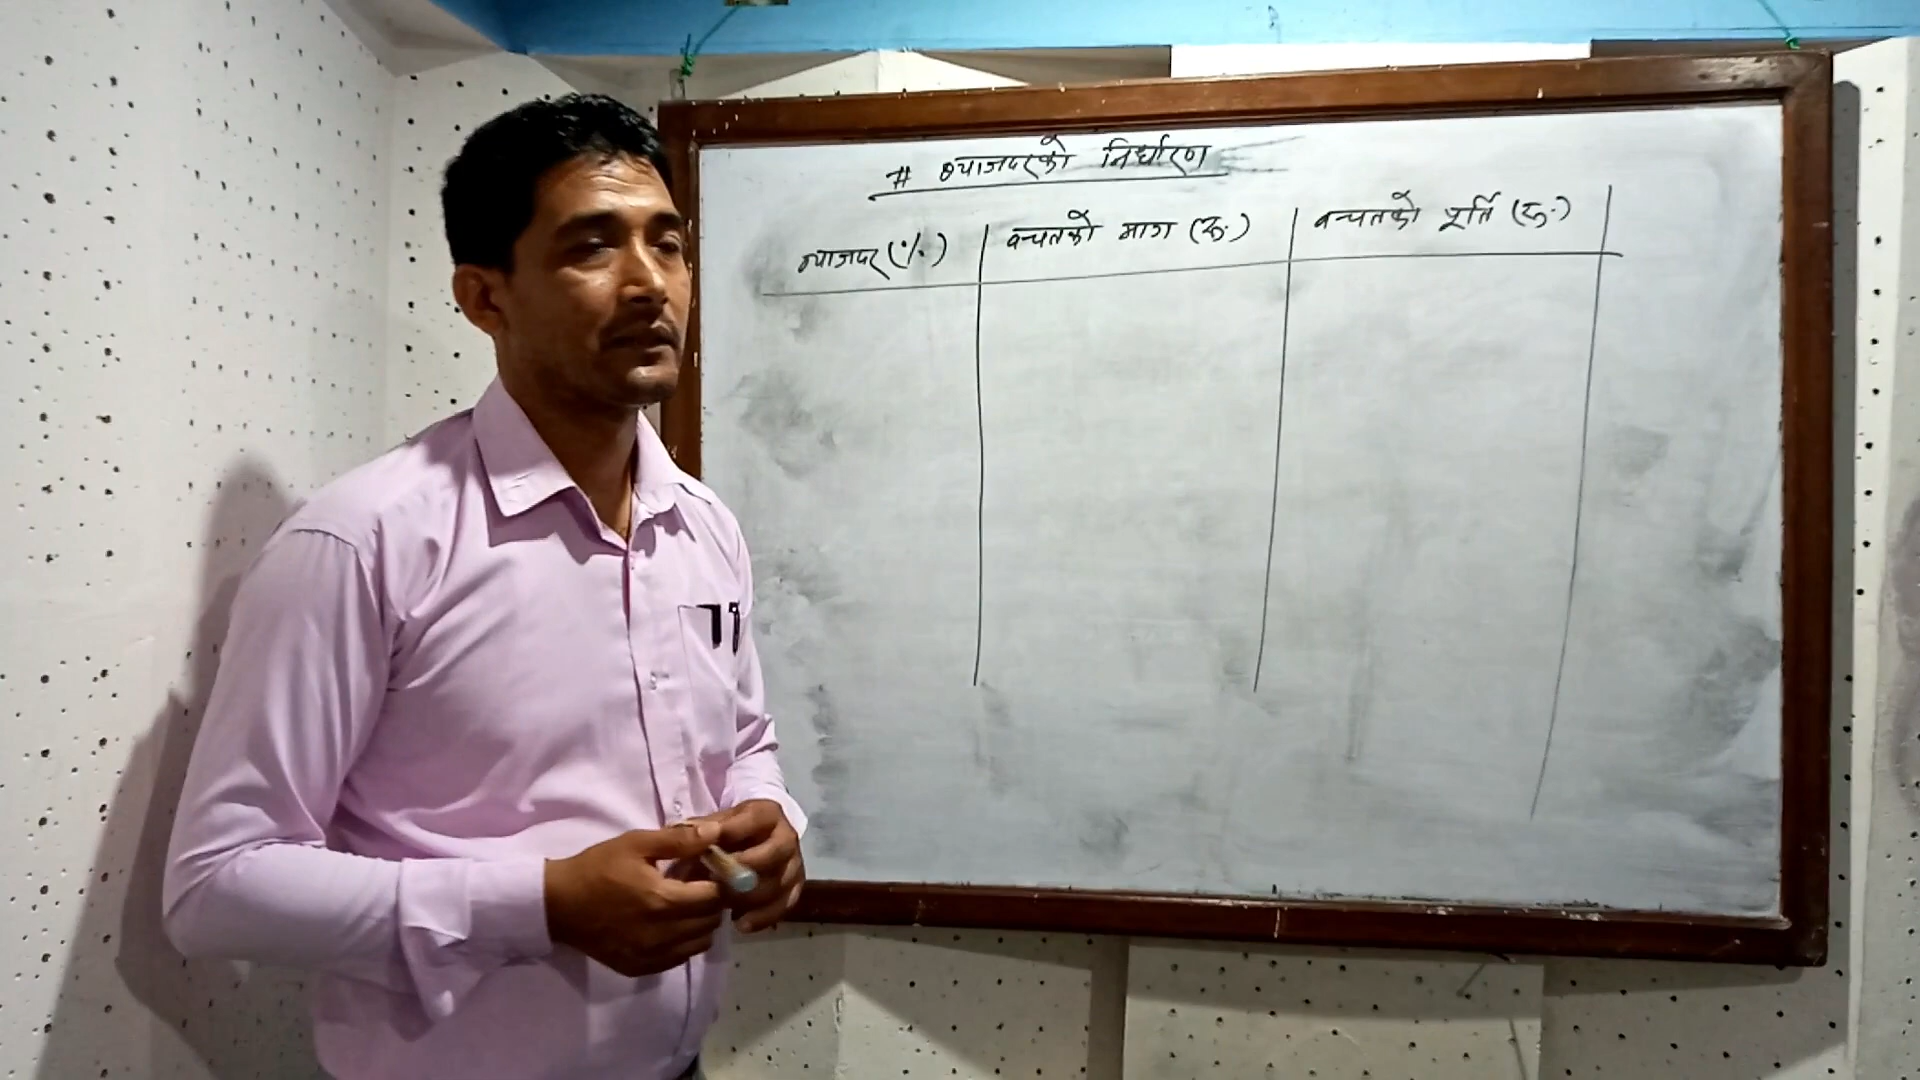 # ब्याजदरको निर्धारण
ब्याजदर (%) बचतको माग (रु.) बचतको पूर्ति (रु.)